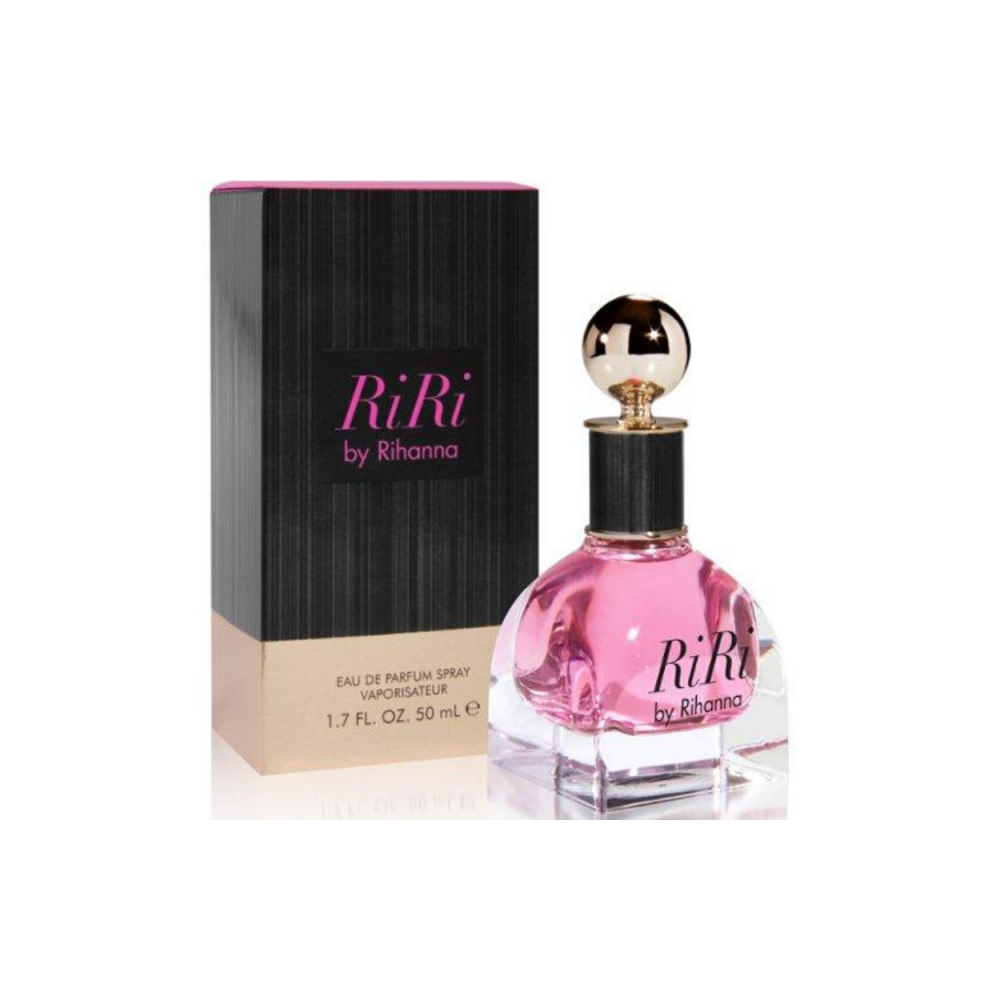 RiRi
by Rihanna
EAU DE PARFUM SPRAY
VAPORISATEUR
1.7 FL. OZ. 50 mL ℮
RiRi
by Rihanna